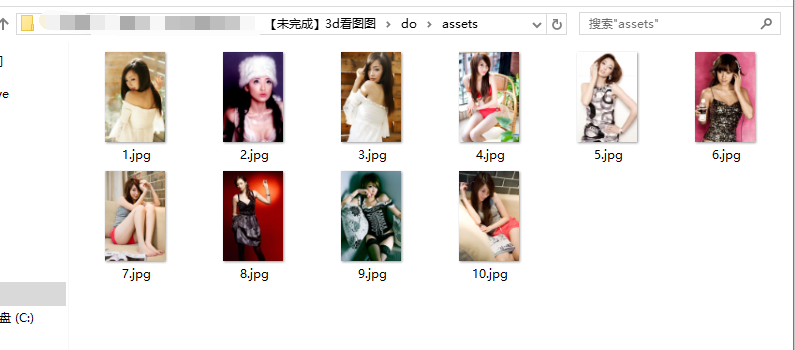 【未完成】3d看图图 > do > assets
搜索"assets"
ve
1.jpg 2.jpg 3.jpg 4.jpg 5.jpg 6.jpg
7.jpg 8.jpg 9.jpg 10.jpg
盘 (C:)